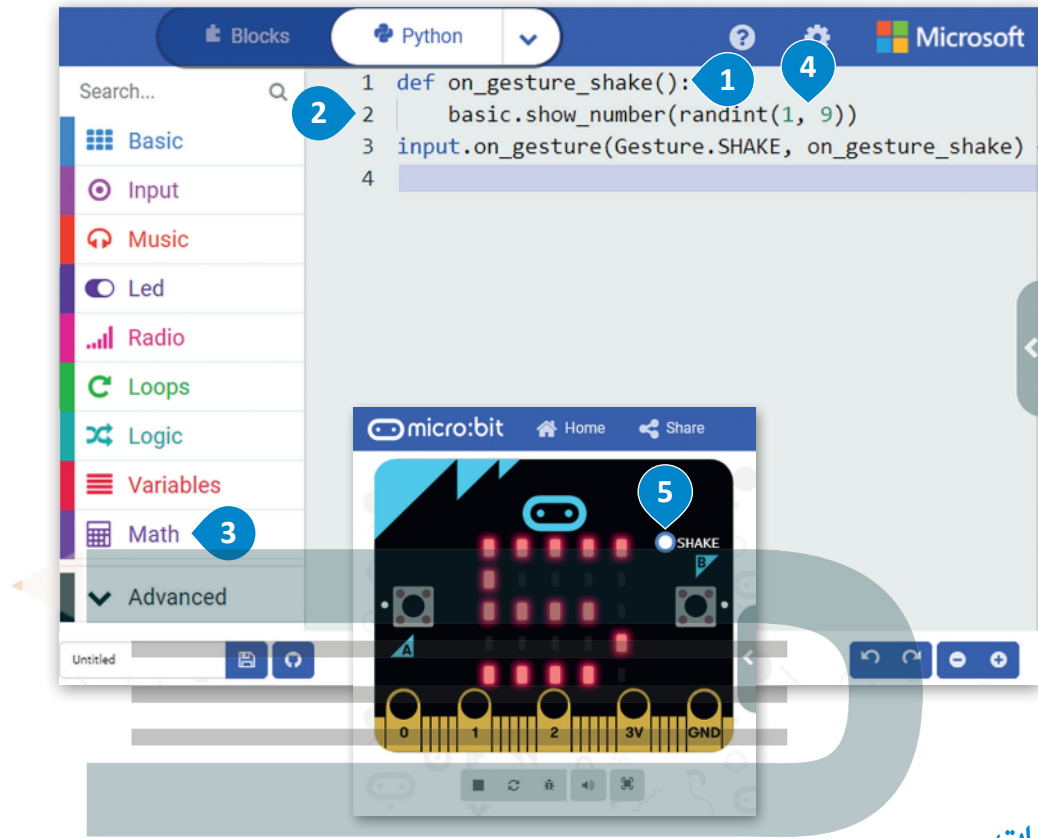 Blocks
Python
Microsoft
Search...
Basic
Input
Music
Led
Radio
Loops
Logic
Variables
Math
Advanced
Untitled
1 def on_gesture_shake():
2 basic.show_number(randint(1, 9))
3 input.on_gesture(Gesture.SHAKE, on_gesture_shake)
4
1
2
3
4
5
micro:bit
Home
Share
SHAKE
A
B
0 1 2 3V GND